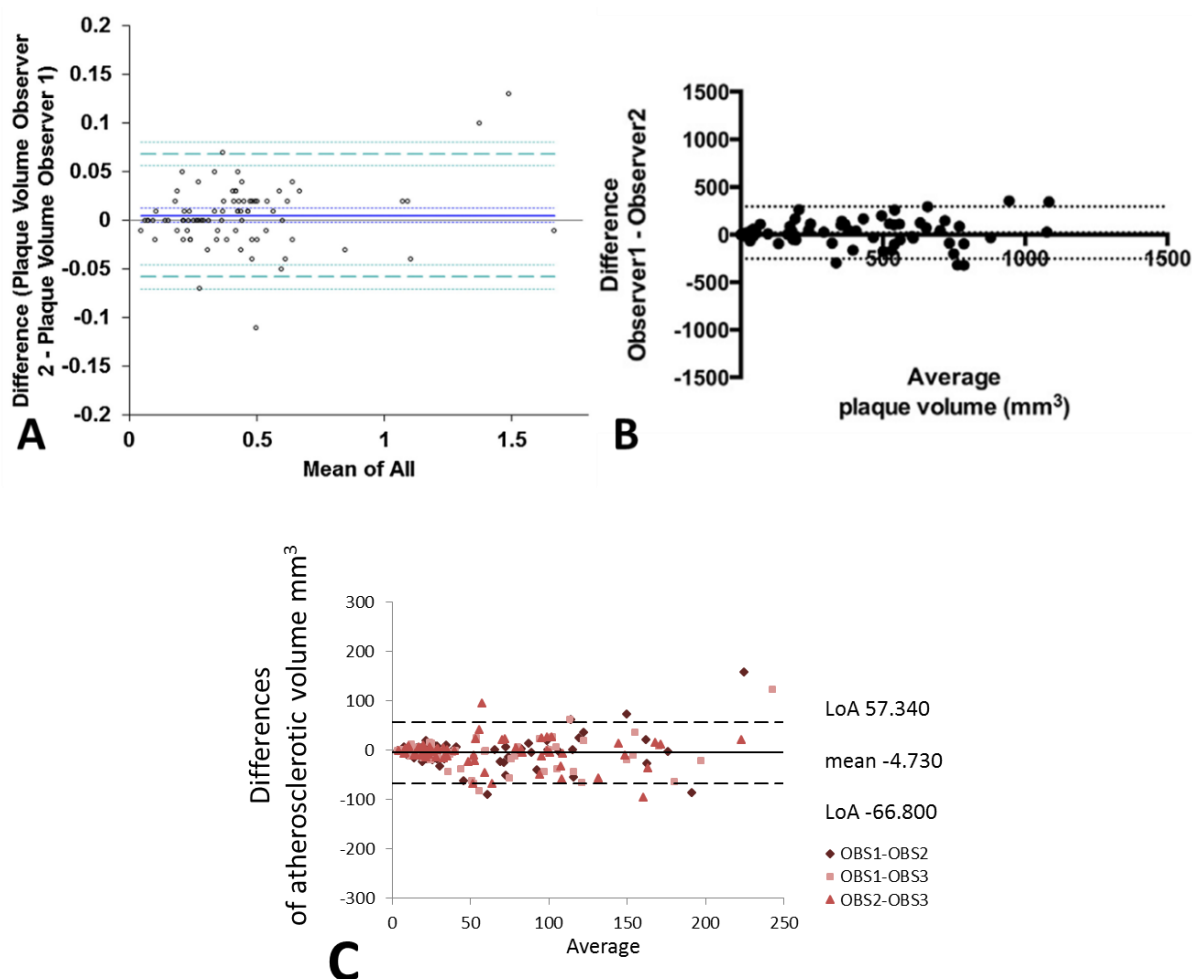 Difference (Plaque Volume Observer
2 - Plaque Volume Observer 1)
0.2
0.15
0.1
0.05
0
-0.05
-0.1
-0.15
-0.2
0
0.5
1
1.5
Mean of All
A
Difference
Observer1 - Observer2
1500
1000
500
0
-500
-1000
-1500
500
1000
1500
Average
plaque volume (mm³)
B
Differences
of atherosclerotic volume mm³
300
200
100
0
-100
-200
-300
0
50
100
150
200
250
Average
LoA 57.340
mean -4.730
LoA -66.800
OBS1-OBS2
OBS1-OBS3
OBS2-OBS3
C